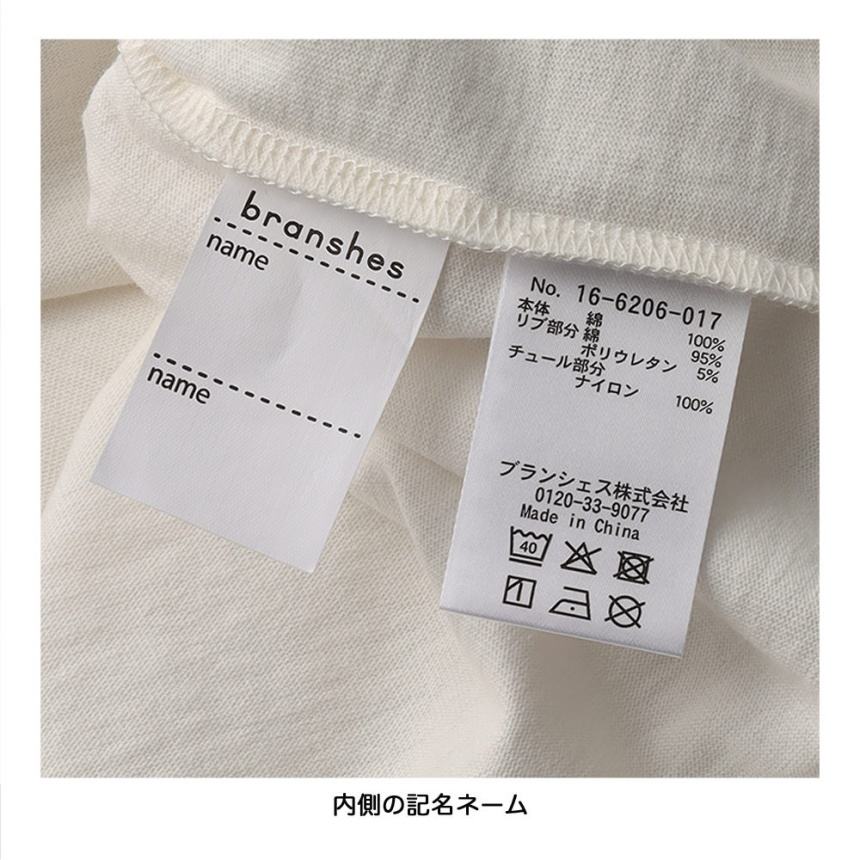 branshes
name
name
No. 16-6206-017
本体 綿 100%
リブ部分 綿 95%
ポリウレタン 5%
チュール部分
ナイロン 100%
ブランシェス株式会社
0120-33-9077
Made in China
40
内側の記名ネーム